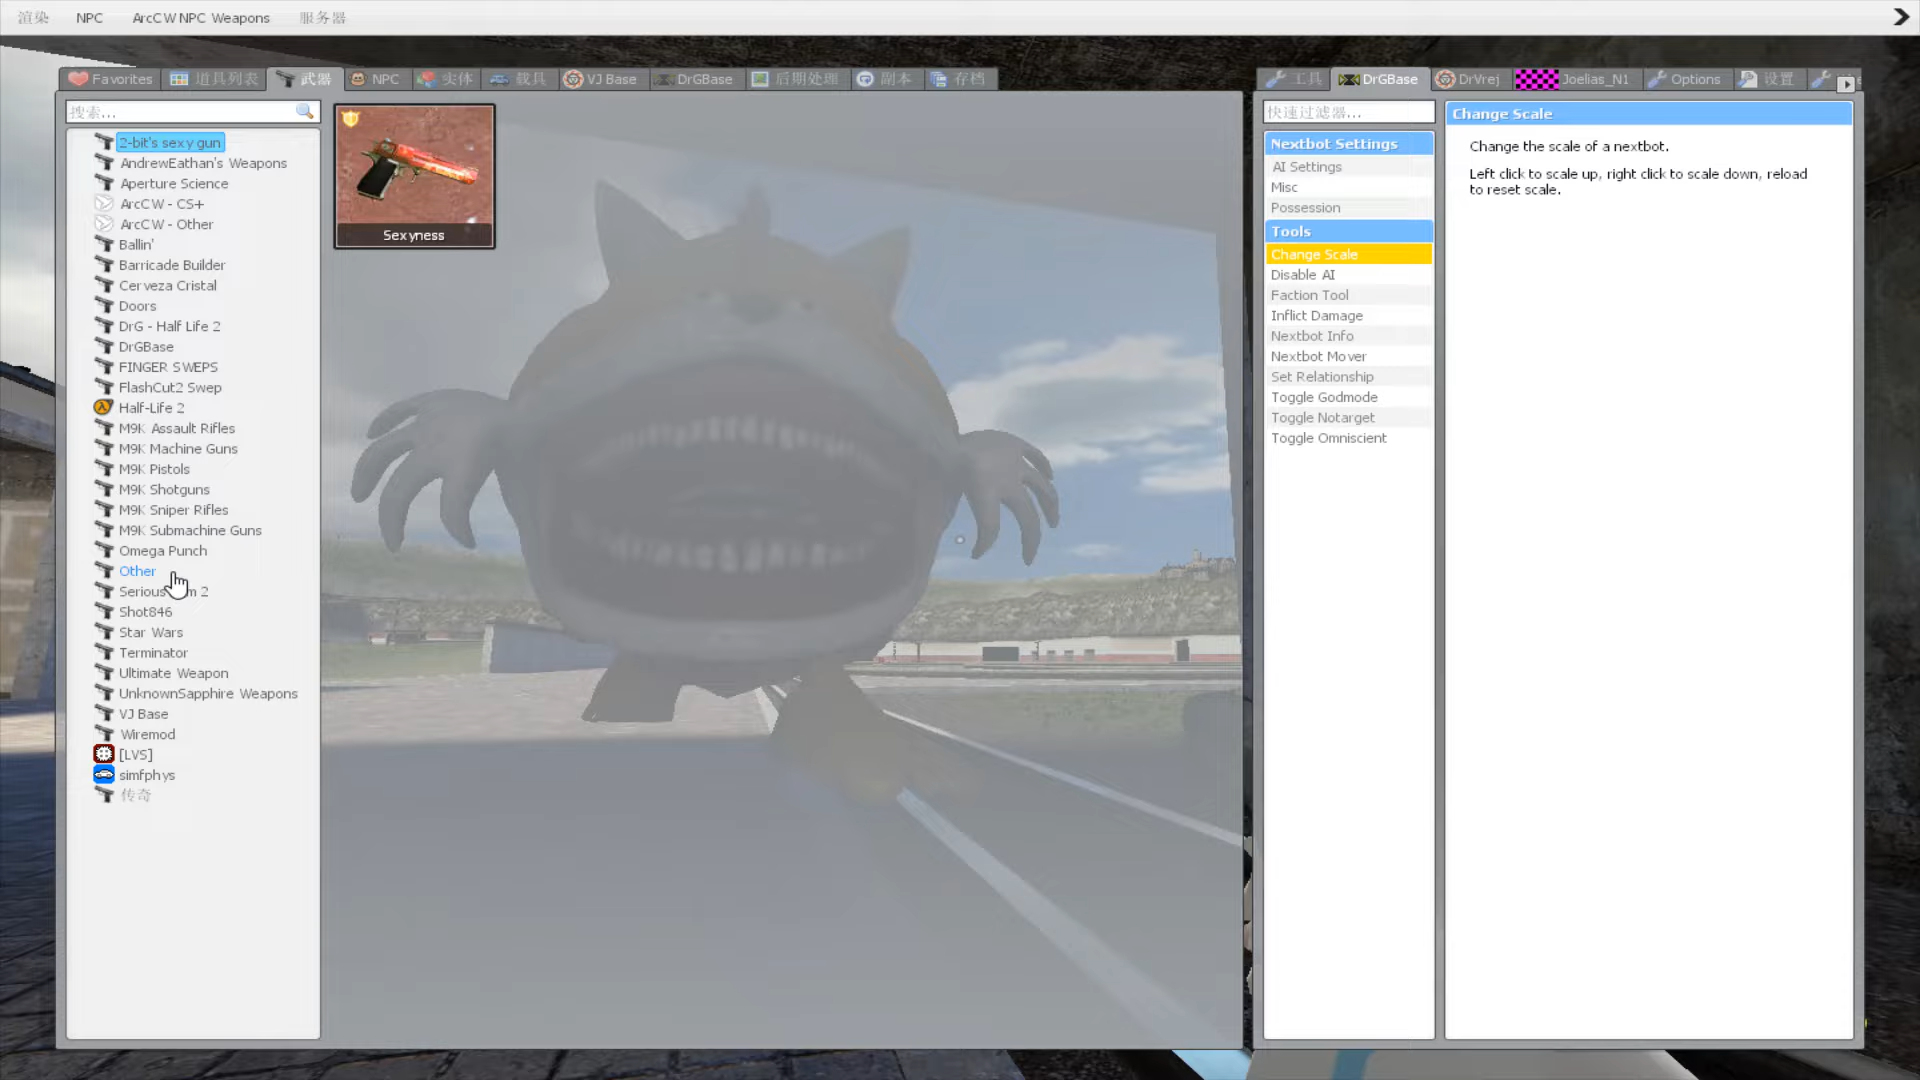 渲染 NPC ArcCW NPC Weapons 服务器
Favorites 道具列表 武器 NPC 实体 载具 VJ Base DrGBase 后期处理 副本 存档
搜索...
2-bit's sexy gun
AndrewEathan's Weapons
Aperture Science
ArcCW - CS+
ArcCW - Other
Ballin'
Barricade Builder
Cerveza Cristal
Doors
DrG - Half Life 2
DrGBase
FINGER SWEPS
FlashCut2 Swep
Half-Life 2
M9K Assault Rifles
M9K Machine Guns
M9K Pistols
M9K Shotguns
M9K Sniper Rifles
M9K Submachine Guns
Omega Punch
Other
Serious 2
Shot846
Star Wars
Terminator
Ultimate Weapon
UnknownSapphire Weapons
VJ Base
Wiremod
[LVS]
simfphys
传奇
Sexyness
工具 DrGBase DrVrej Joelias_N1 Options 设置
快速过滤器...
Nextbot Settings
AI Settings
Misc
Possession
Tools
Change Scale
Disable AI
Faction Tool
Inflict Damage
Nextbot Info
Nextbot Mover
Set Relationship
Toggle Godmode
Toggle Notarget
Toggle Omniscient
Change Scale
Change the scale of a nextbot.
Left click to scale up, right click to scale down, reload
to reset scale.